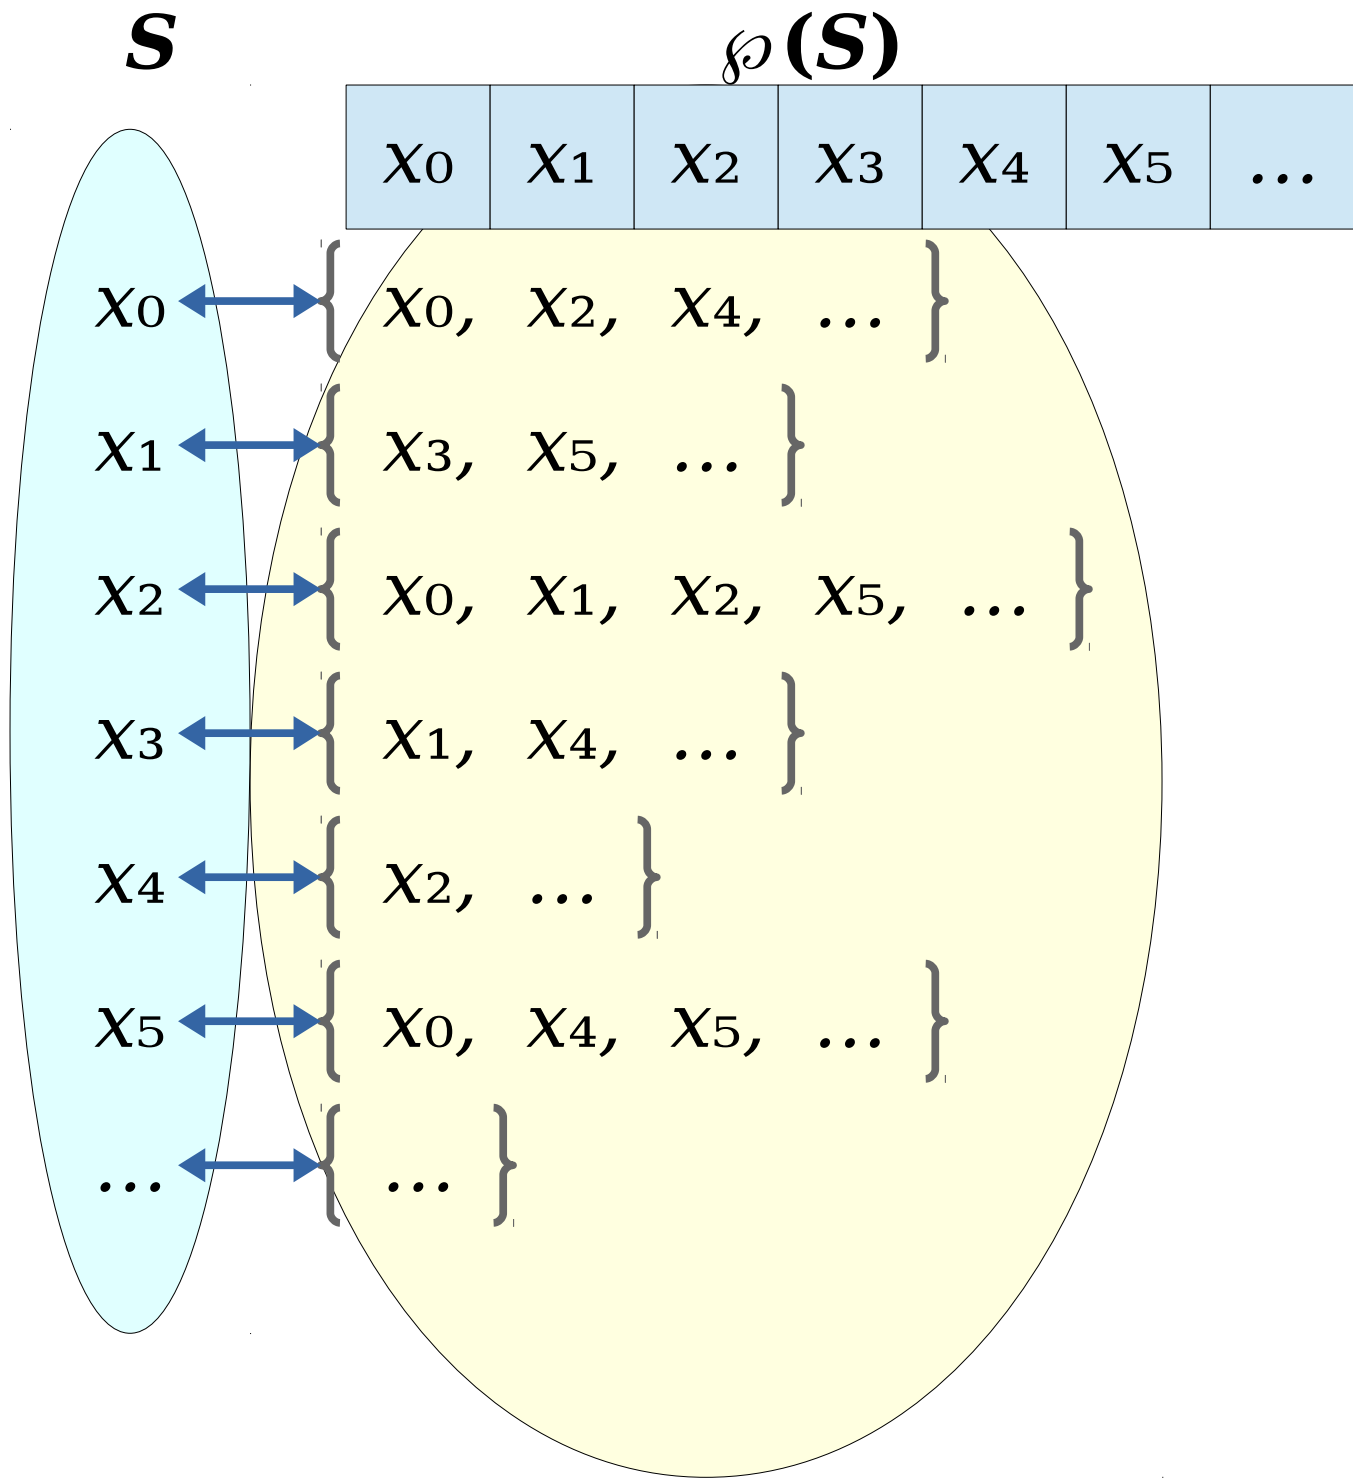 S ℘(S)
x₀ x₁ x₂ x₃ x₄ x₅ ...
x₀ { x₀, x₂, x₄, ... }
x₁ { x₃, x₅, ... }
x₂ { x₀, x₁, x₂, x₅, ... }
x₃ { x₁, x₄, ... }
x₄ { x₂, ... }
x₅ { x₀, x₄, x₅, ... }
... { ... }